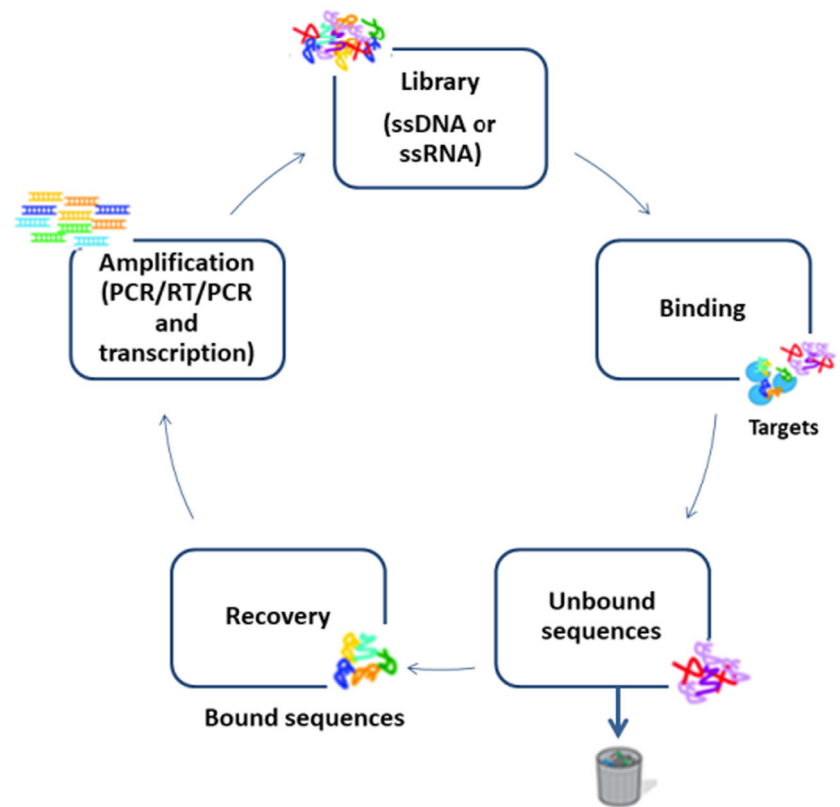 Library
(ssDNA or
ssRNA)
Binding
Targets
Unbound
sequences
Recovery
Bound sequences
Amplification
(PCR/RT/PCR
and
transcription)